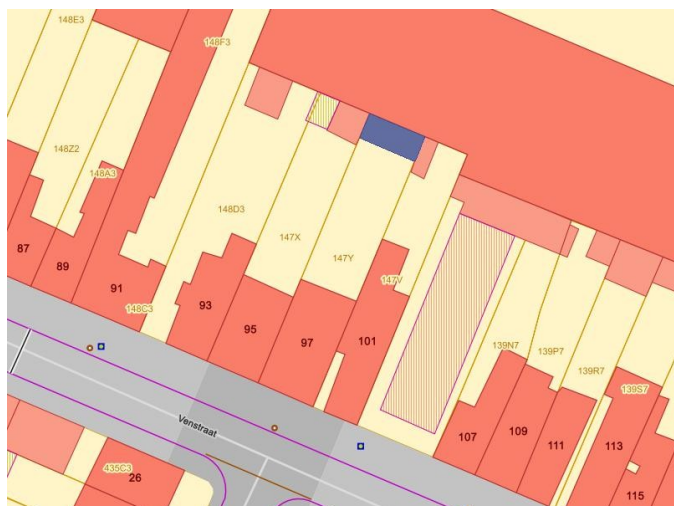 148E3
148F3
148Z2
148A3
148D3
147X
147Y
147V
87
89
91
148C3
93
95
97
101
139N7
139P7
139R7
139S7
107
109
111
113
115
Venstraat
435C3
26